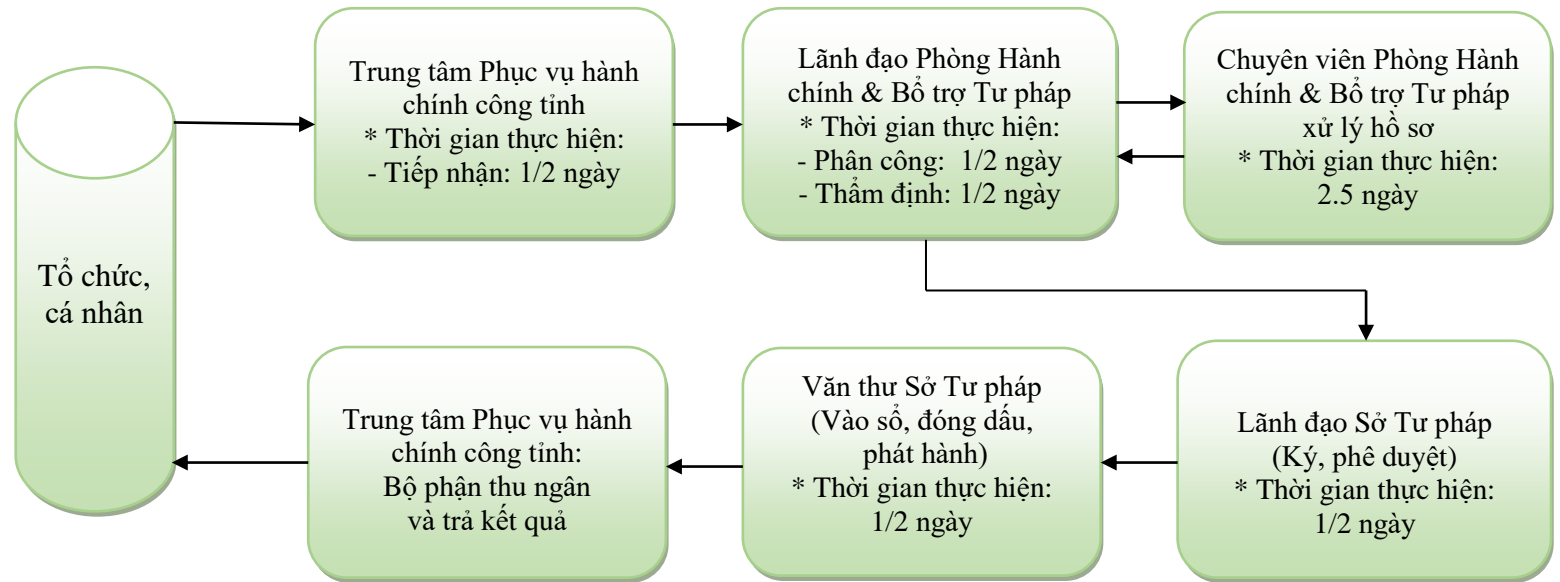 Tổ chức,
cá nhân
Trung tâm Phục vụ hành
chính công tỉnh
* Thời gian thực hiện:
- Tiếp nhận: 1/2 ngày
Lãnh đạo Phòng Hành
chính & Bổ trợ Tư pháp
* Thời gian thực hiện:
- Phân công: 1/2 ngày
- Thẩm định: 1/2 ngày
Chuyên viên Phòng Hành
chính & Bổ trợ Tư pháp
xử lý hồ sơ
* Thời gian thực hiện:
2.5 ngày
Lãnh đạo Sở Tư pháp
(Ký, phê duyệt)
* Thời gian thực hiện:
1/2 ngày
Văn thư Sở Tư pháp
(Vào sổ, đóng dấu,
phát hành)
* Thời gian thực hiện:
1/2 ngày
Trung tâm Phục vụ hành
chính công tỉnh:
Bộ phận thu ngân
và trả kết quả